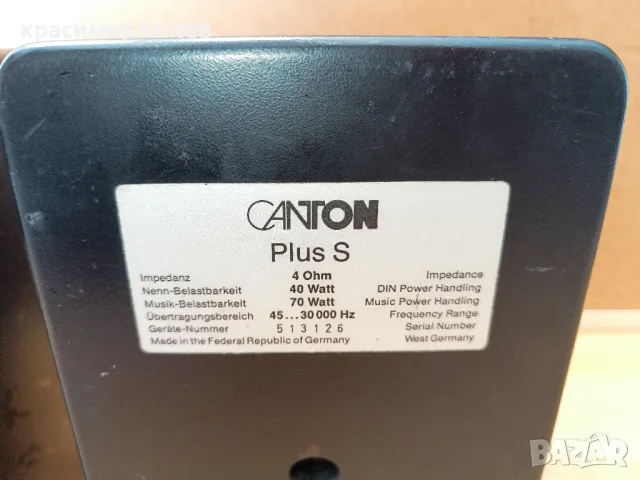 красимирапопова
CANTON
Plus S
Impedanz 4 Ohm Impedance
Nenn-Belastbarkeit 40 Watt DIN Power Handling
Musik-Belastbarkeit 70 Watt Music Power Handling
Übertragungsbereich 45...30 000 Hz Frequency Range
Geräte-Nummer 513126 Serial Number
Made in the Federal Republic of Germany West Germany
BAZAR